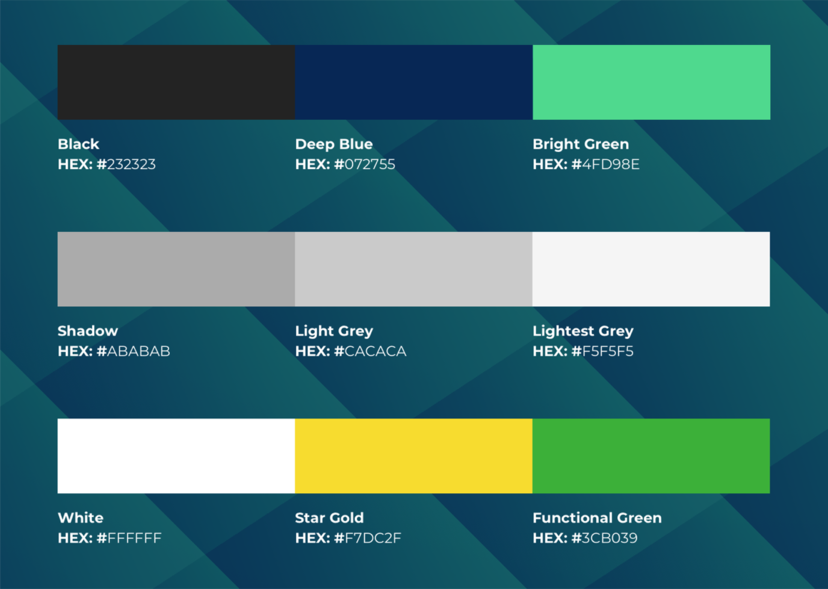 Black
HEX: #232323
Deep Blue
HEX: #072755
Bright Green
HEX: #4FD98E
Shadow
HEX: #ABABAB
Light Grey
HEX: #CACACA
Lightest Grey
HEX: #F5F5F5
White
HEX: #FFFFFF
Star Gold
HEX: #F7DC2F
Functional Green
HEX: #3CB039